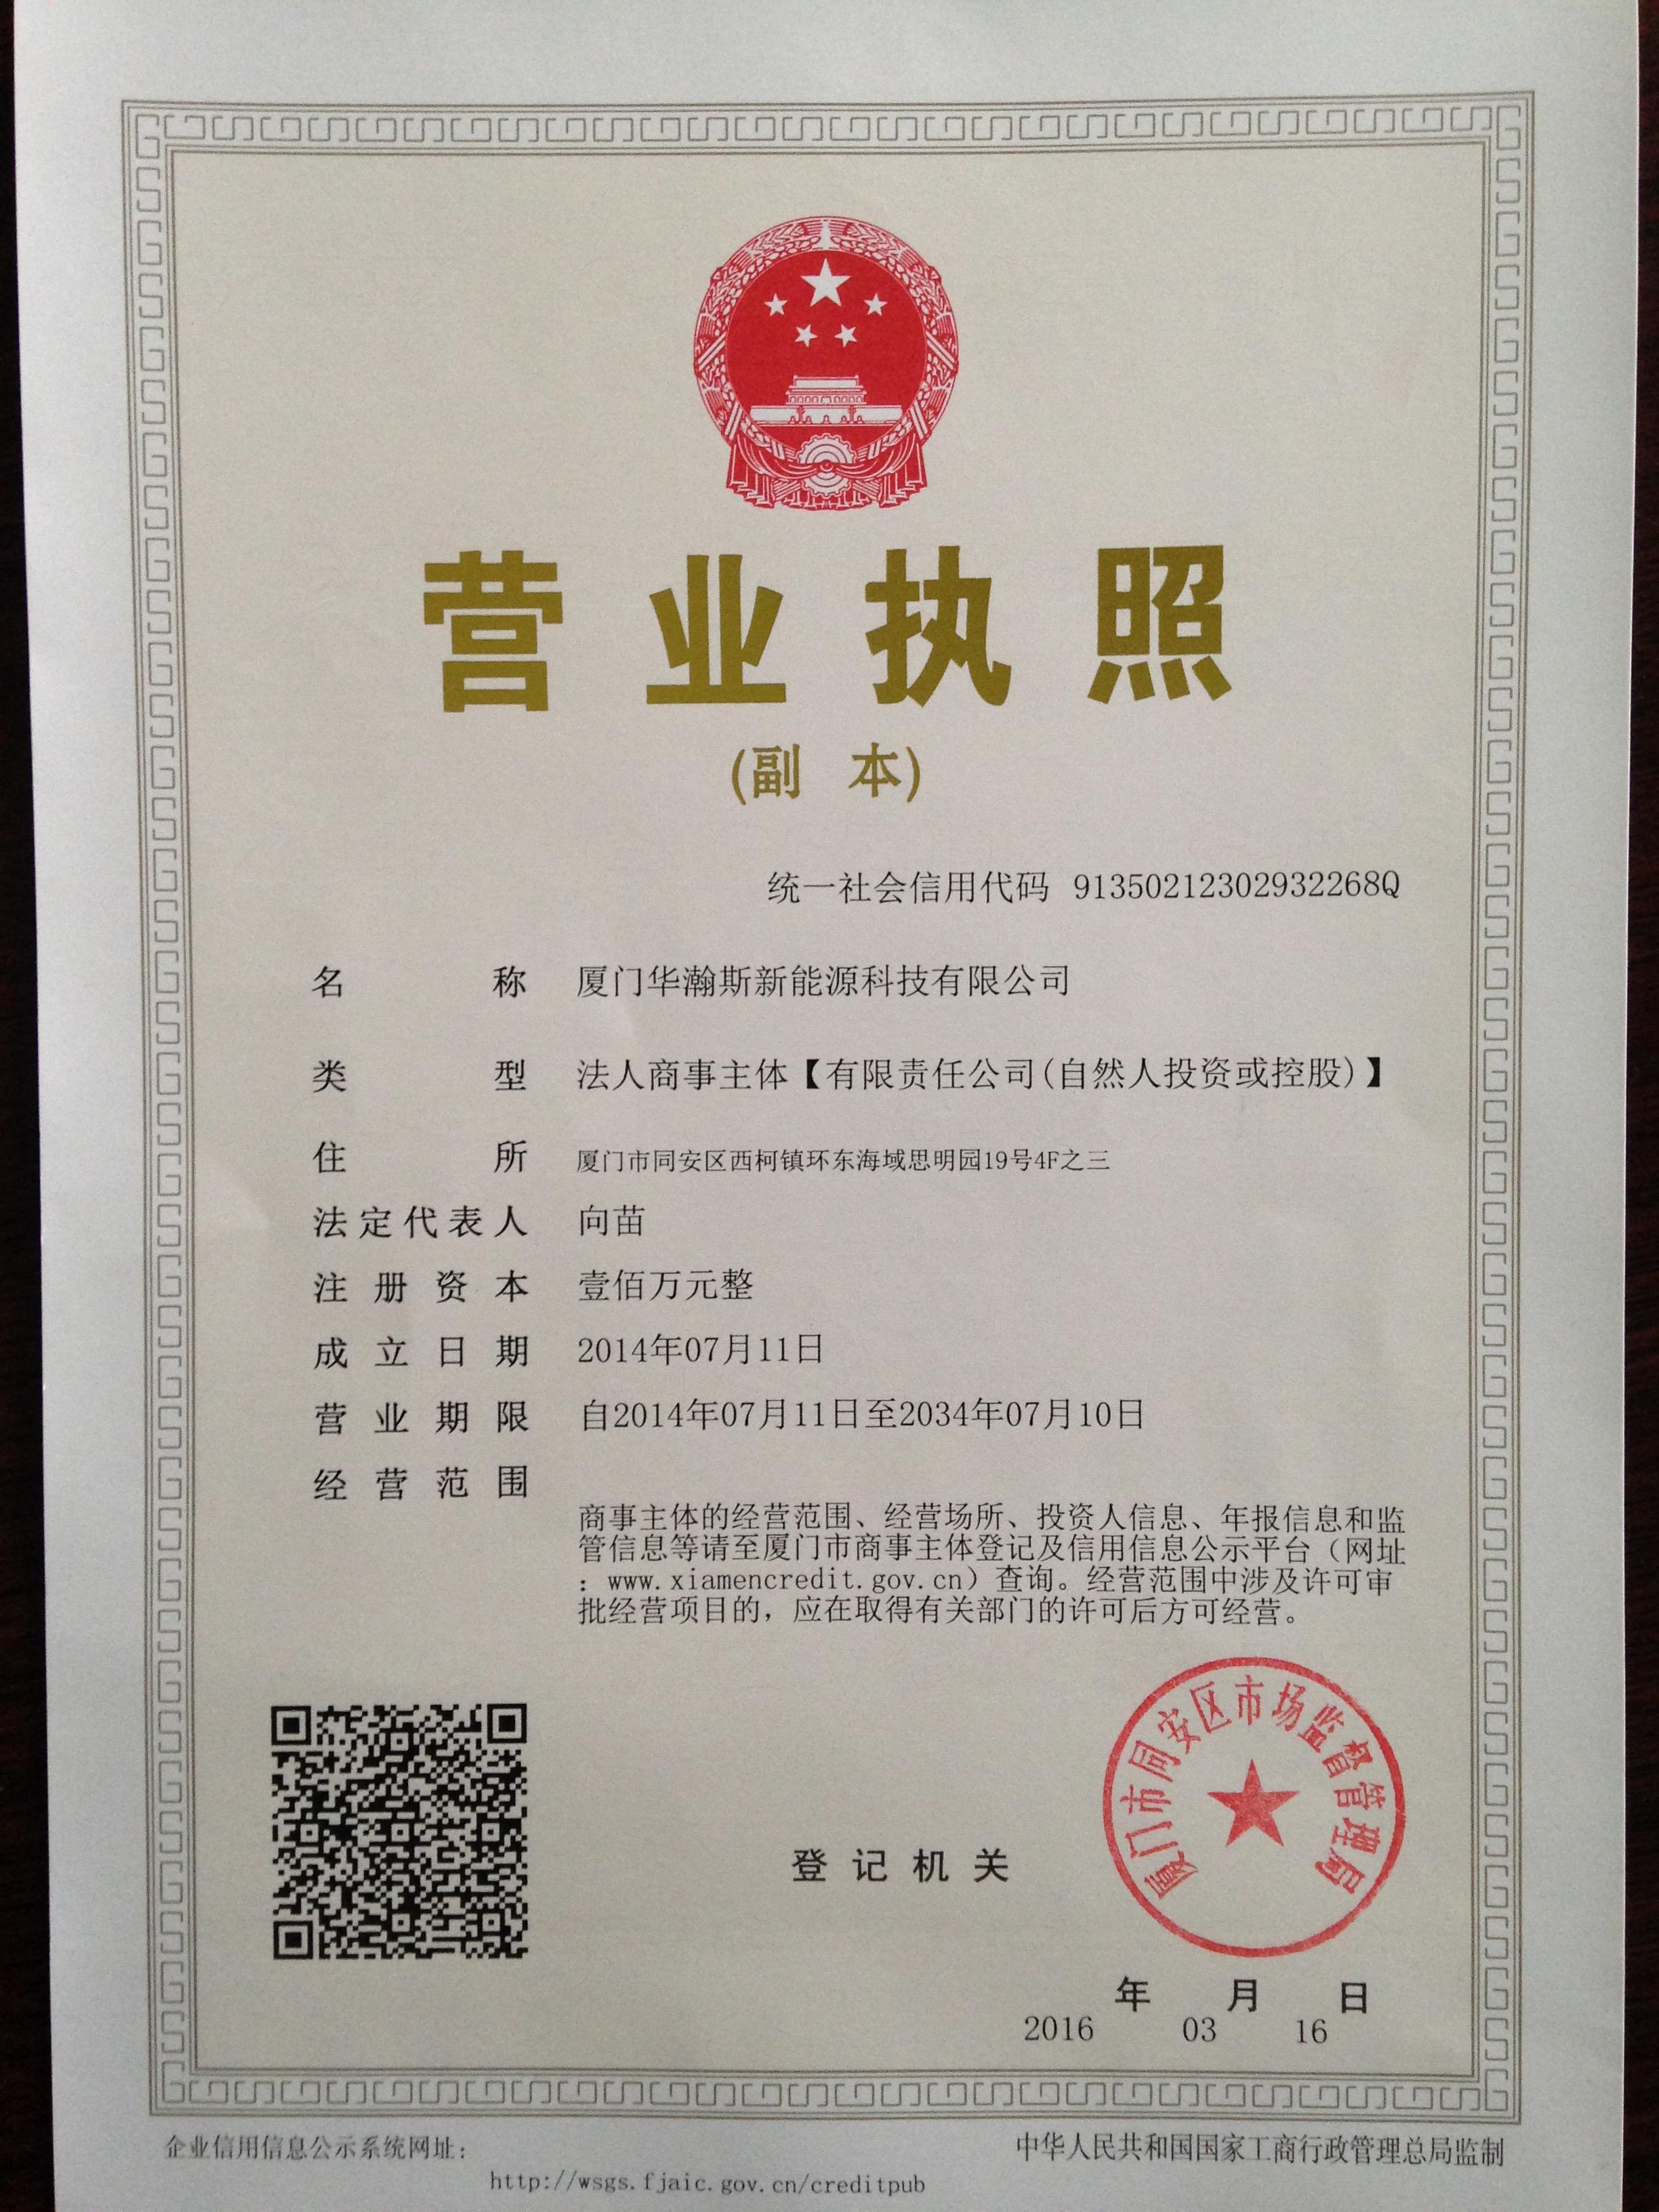 营业执照
(副 本)
统一社会信用代码 91350212302932268Q
名称 厦门华瀚斯新能源科技有限公司
类型 法人商事主体【有限责任公司(自然人投资或控股)】
住所 厦门市同安区西柯镇环东海域思明园19号4F之三
法定代表人 向苗
注册资本 壹佰万元整
成立日期 2014年07月11日
营业期限 自2014年07月11日至2034年07月10日
经营范围
商事主体的经营范围、经营场所、投资人信息、年报信息和监
管信息等请至厦门市商事主体登记及信用信息公示平台（网址
：www.xiamencredit.gov.cn）查询。经营范围中涉及许可审
批经营项目的，应在取得有关部门的许可后方可经营。
厦门市同安区市场监督管理局
登记机关
年 月 日
2016 03 16
企业信用信息公示系统网址：
http://wsgs.fjaic.gov.cn/creditpub
中华人民共和国国家工商行政管理总局监制